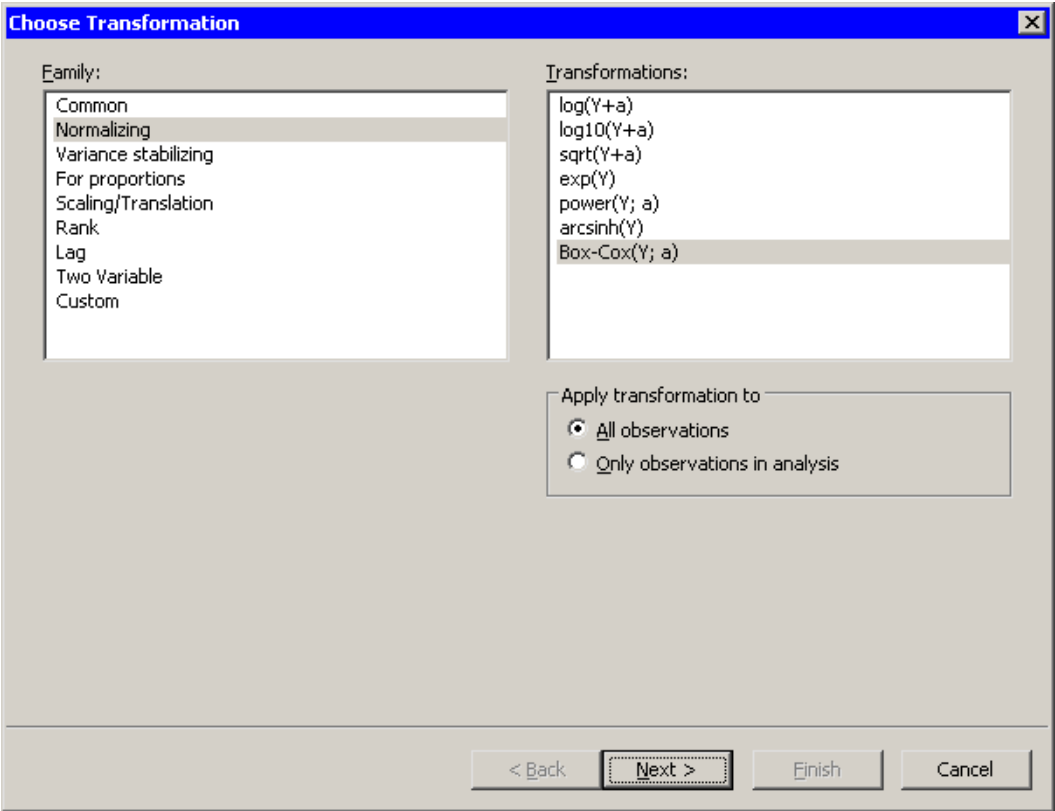 Choose Transformation
Family:
Common
Normalizing
Variance stabilizing
For proportions
Scaling/Translation
Rank
Lag
Two Variable
Custom
Transformations:
log(Y+a)
log10(Y+a)
sqrt(Y+a)
exp(Y)
power(Y; a)
arcsinh(Y)
Box-Cox(Y; a)
Apply transformation to
All observations
Only observations in analysis
< Back
Next >
Finish
Cancel